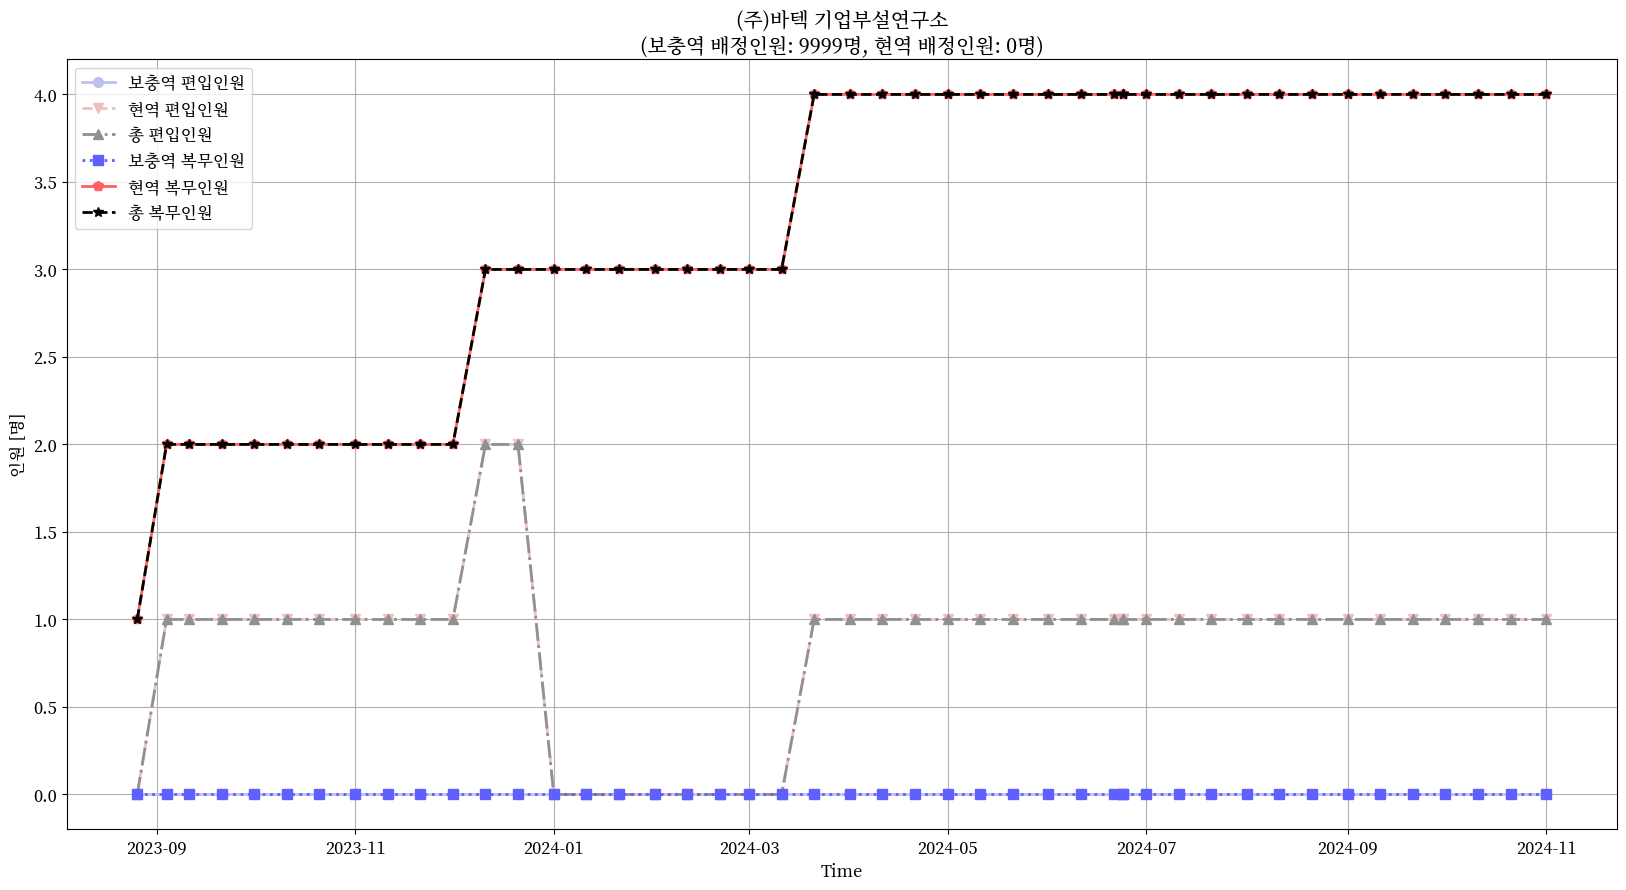 (주)바텍 기업부설연구소
(보충역 배정인원: 9999명, 현역 배정인원: 0명)
보충역 편입인원
현역 편입인원
총 편입인원
보충역 복무인원
현역 복무인원
총 복무인원
4.0
3.5
3.0
2.5
2.0
1.5
1.0
0.5
0.0
인원 [명]
2023-09 2023-11 2024-01 2024-03 2024-05 2024-07 2024-09 2024-11
Time